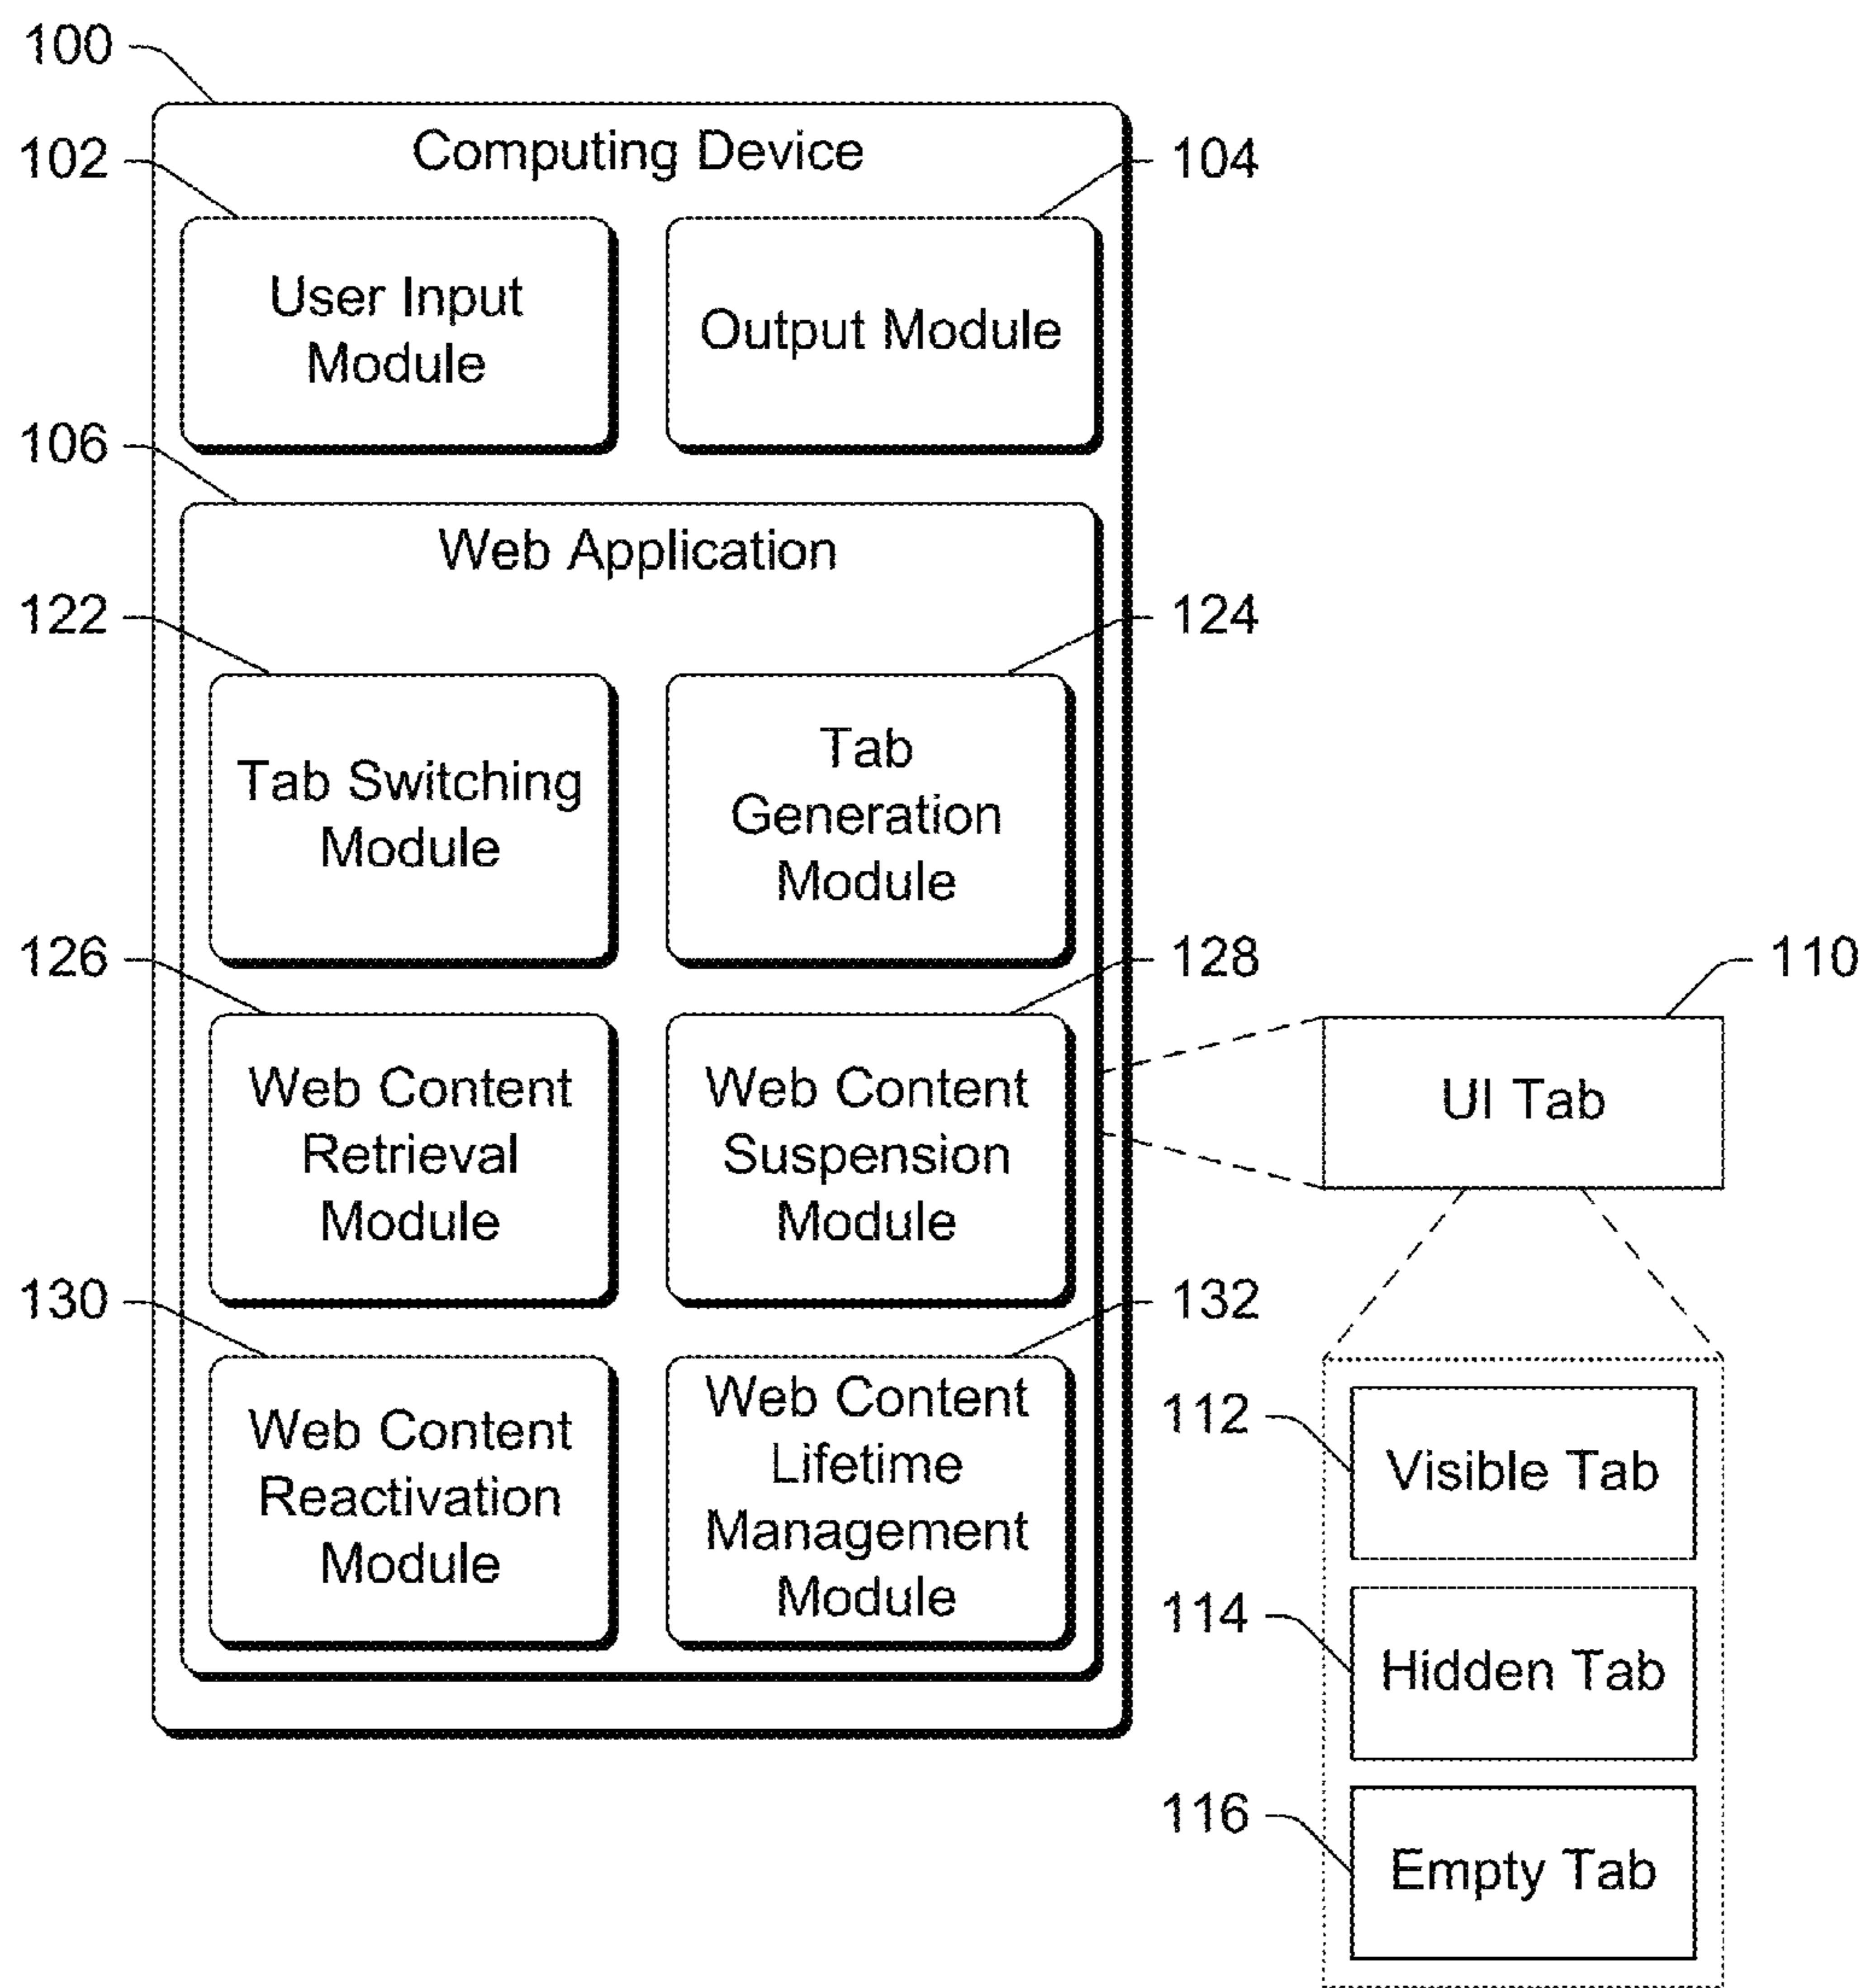 100
Computing Device
102
104
User Input
Module
Output Module
106
Web Application
122
124
Tab Switching
Module
Tab
Generation
Module
126
128
110
Web Content
Retrieval
Module
Web Content
Suspension
Module
UI Tab
130
132
Web Content
Reactivation
Module
Web Content
Lifetime
Management
Module
112
Visible Tab
114
Hidden Tab
116
Empty Tab